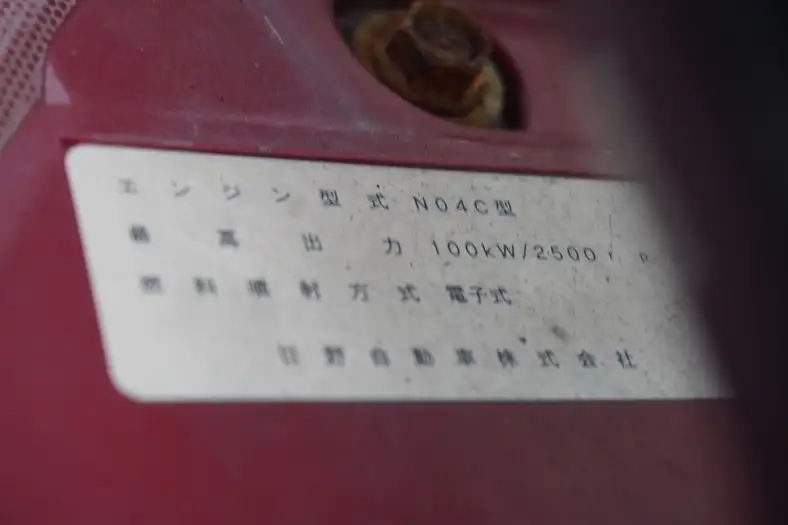 エンジン型式 N04C型
最高出力 100kW/2500r p
燃料噴射方式 電子式
日野自動車株式会社